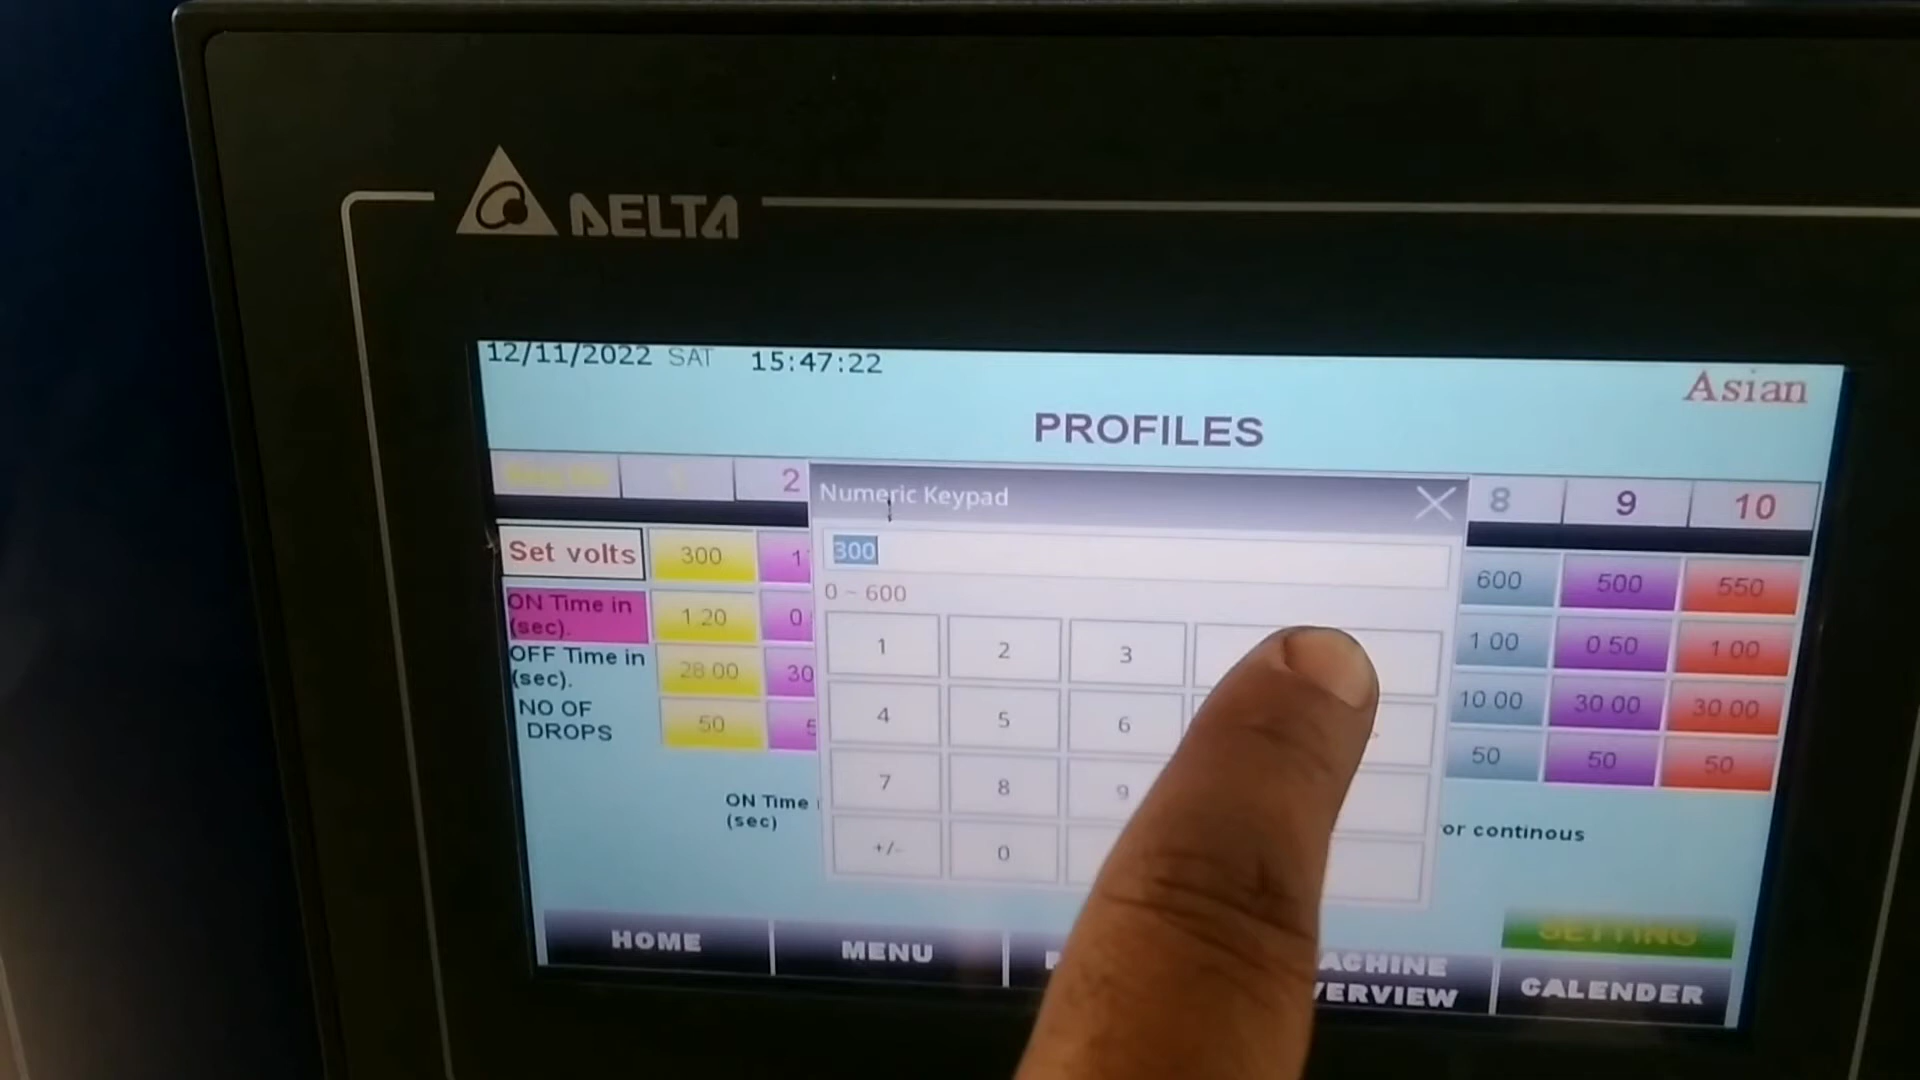 DELTA
12/11/2022 SAT 15:47:22
Asian
PROFILES
2 8 9 10
Numeric Keypad
300
0 ~ 600
Set volts 300 600 500 550
ON Time in 1 20 1 00 0 50 1 00
(sec).
OFF Time in 28 00 30 10 00 30 00 30 00
(sec).
NO OF 50 50 50 50
DROPS
1 2 3
4 5 6
7 8 9
+/- 0
ON Time
(sec)
or continous
SETTING
HOME MENU CALENDER